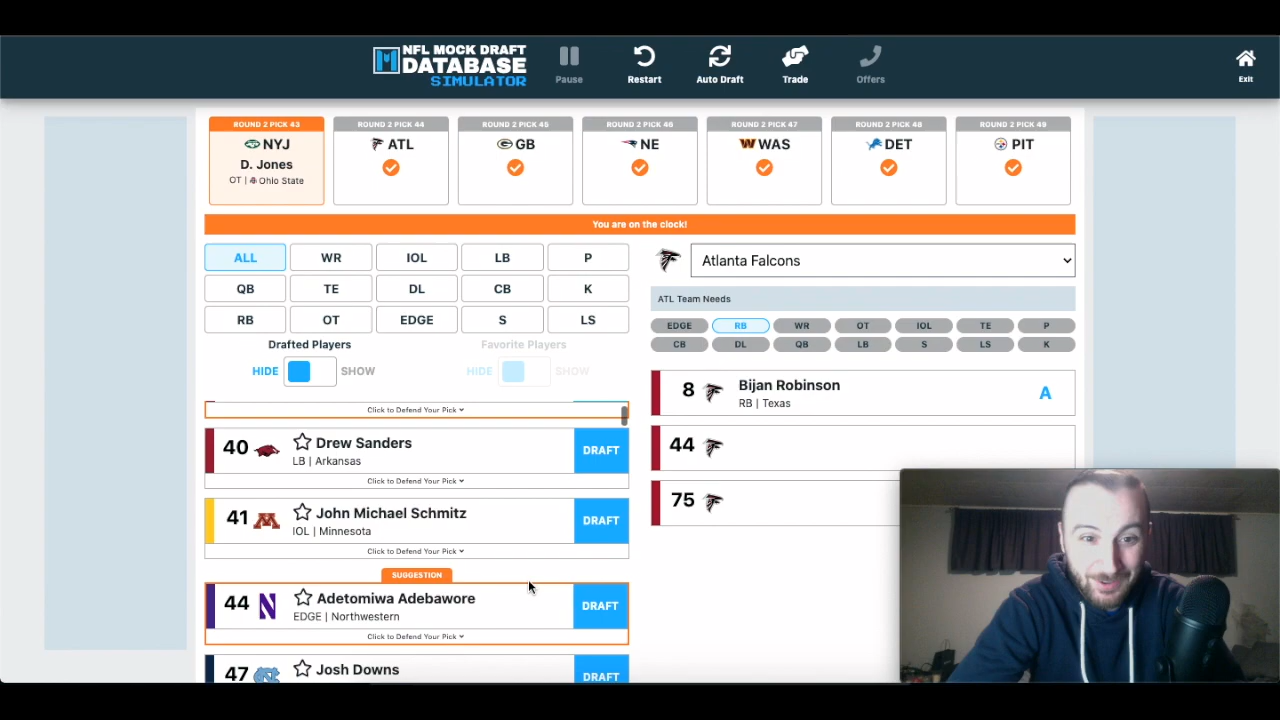 NFL MOCK DRAFT
DATABASE
SIMULATOR
Pause
Restart
Auto Draft
Trade
Offers
Exit
ROUND 2 PICK 43
NYJ
D. Jones
OT | Ohio State
ROUND 2 PICK 44
ATL
ROUND 2 PICK 45
GB
ROUND 2 PICK 46
NE
ROUND 2 PICK 47
WAS
ROUND 2 PICK 48
DET
ROUND 2 PICK 49
PIT
You are on the clock!
ALL WR IOL LB P
QB TE DL CB K
RB OT EDGE S LS
Drafted Players
HIDE SHOW
Favorite Players
HIDE SHOW
Click to Defend Your Pick
40 Drew Sanders
LB | Arkansas
DRAFT
Click to Defend Your Pick
41 John Michael Schmitz
IOL | Minnesota
DRAFT
Click to Defend Your Pick
SUGGESTION
44 Adetomiwa Adebawore
EDGE | Northwestern
DRAFT
Click to Defend Your Pick
47 Josh Downs
DRAFT
Atlanta Falcons
ATL Team Needs
EDGE RB WR OT IOL TE P
CB DL QB LB S LS K
8 Bijan Robinson
RB | Texas
A
44
75